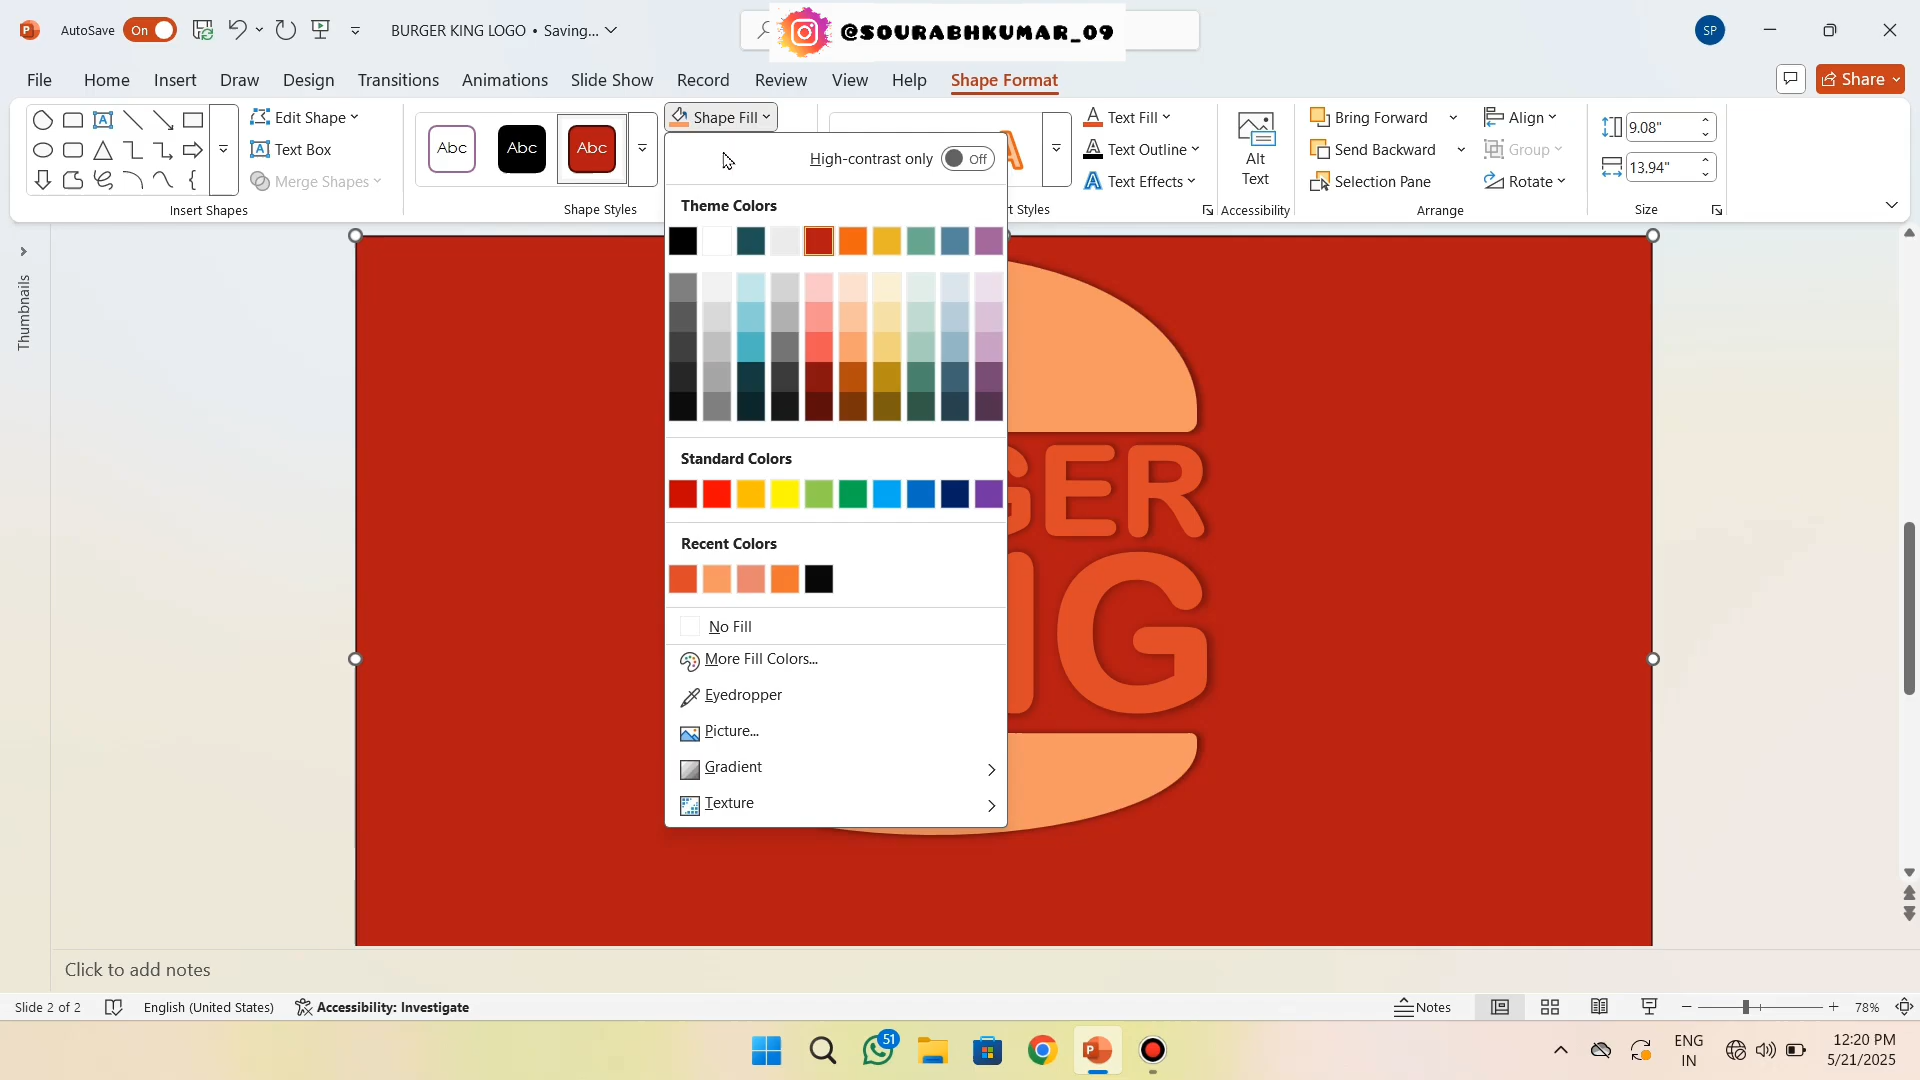 AutoSave On BURGER KING LOGO • Saving... @SOURABHKUMAR_09 SP
File Home Insert Draw Design Transitions Animations Slide Show Record Review View Help Shape Format Share
Edit Shape
Text Box
Merge Shapes
Insert Shapes
Abc Abc Abc
Shape Styles
Shape Fill
High-contrast only Off
Theme Colors
Standard Colors
Recent Colors
No Fill
More Fill Colors...
Eyedropper
Picture...
Gradient
Texture
A
t Styles
Text Fill
Text Outline
Text Effects
Alt
Text
Accessibility
Bring Forward
Send Backward
Selection Pane
Align
Group
Rotate
Arrange
9.08"
13.94"
Size
Thumbnails
GER
G
Click to add notes
Slide 2 of 2 English (United States) Accessibility: Investigate Notes 78%
51
ENG
IN
12:20 PM
5/21/2025